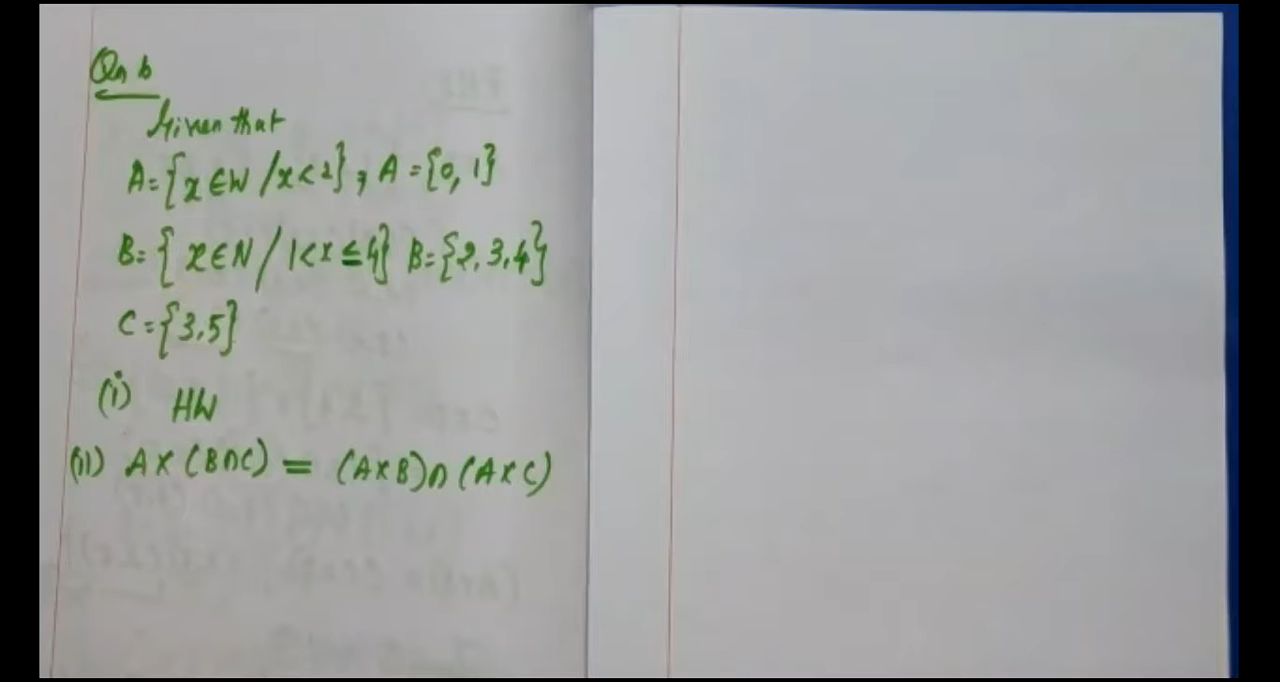 Qn 6
Given that
A={x∈W /x<2}, A={0, 1}
B={ x∈N / 1<x≤4} B={2,3,4}
C={3,5}
(i) HW
(ii) A×(B∩C) = (A×B)∩(A×C)